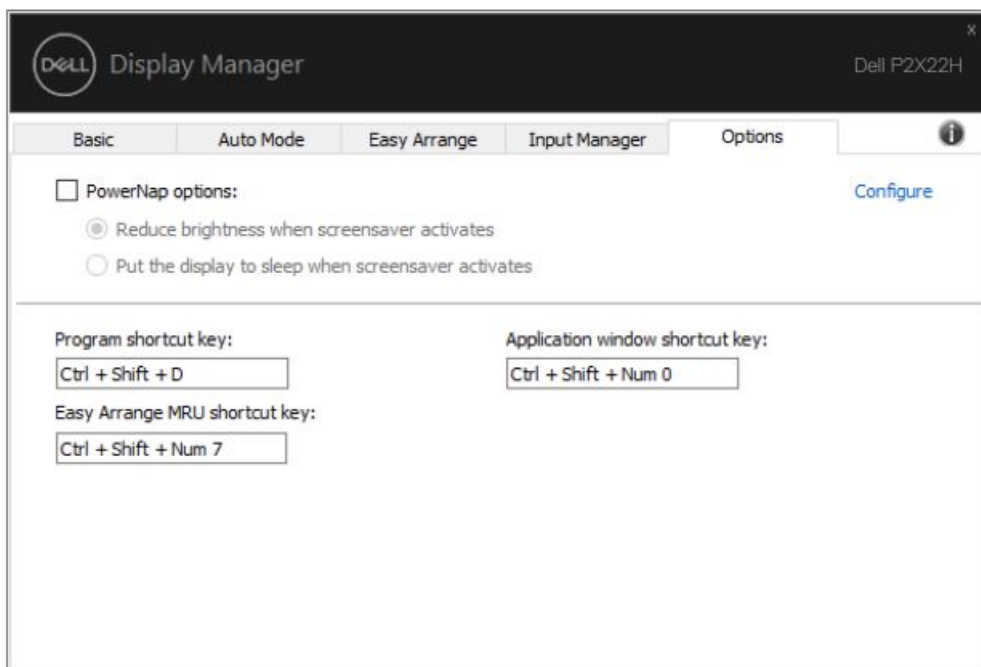 DELL Display Manager
x
Dell P2X22H
Basic Auto Mode Easy Arrange Input Manager Options i
PowerNap options: Configure
Reduce brightness when screensaver activates
Put the display to sleep when screensaver activates
Program shortcut key: Application window shortcut key:
Ctrl + Shift + D Ctrl + Shift + Num 0
Easy Arrange MRU shortcut key:
Ctrl + Shift + Num 7